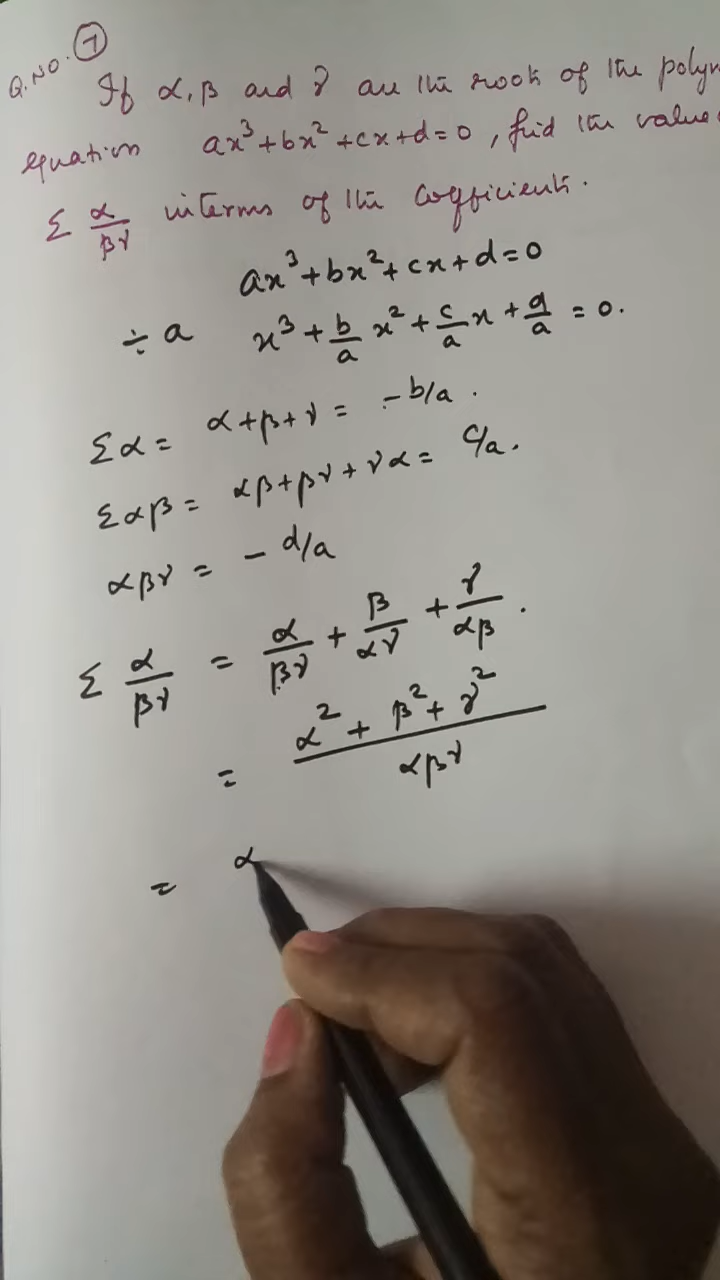 Q.NO. 7
If α, β and γ are the roots of the polyn
equation ax³+bx²+cx+d=0, find the value
Σ α/βγ interms of the coefficients.
ax³+bx²+cx+d=0
÷ a x³ + b/a x² + c/a x + d/a = 0.
Σα = α+β+γ = -b/a.
Σαβ = αβ+βγ+γα = c/a.
αβγ = - d/a
Σ α/βγ = α/βγ + β/αγ + γ/αβ.
= α²+β²+γ² / αβγ
= α